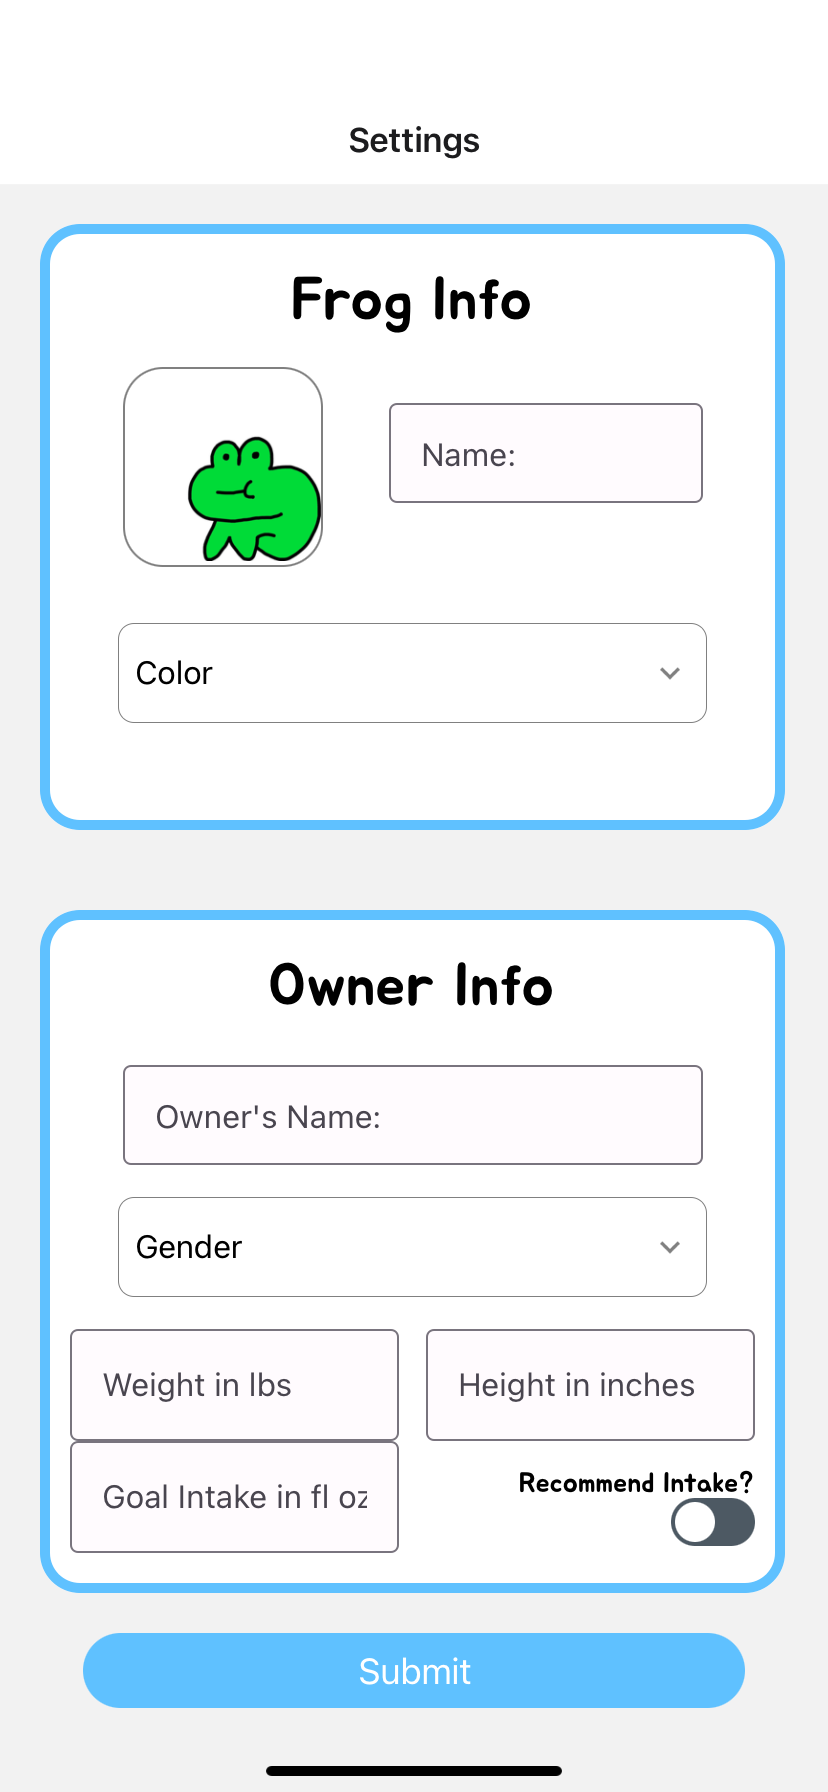 Settings
Frog Info
Name:
Color
Owner Info
Owner's Name:
Gender
Weight in lbs
Height in inches
Goal Intake in fl oz
Recommend Intake?
Submit